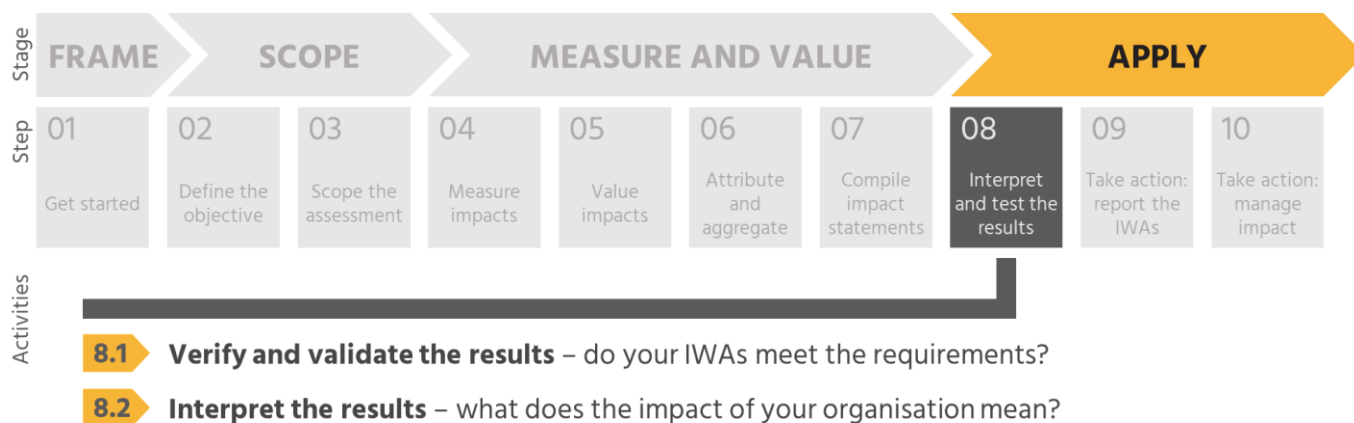 Stage
FRAME
SCOPE
MEASURE AND VALUE
APPLY
Step
01
Get started
02
Define the
objective
03
Scope the
assessment
04
Measure
impacts
05
Value
impacts
06
Attribute
and
aggregate
07
Compile
impact
statements
08
Interpret
and test the
results
09
Take action:
report the
IWAs
10
Take action:
manage
impact
Activities
8.1 Verify and validate the results – do your IWAs meet the requirements?
8.2 Interpret the results – what does the impact of your organisation mean?